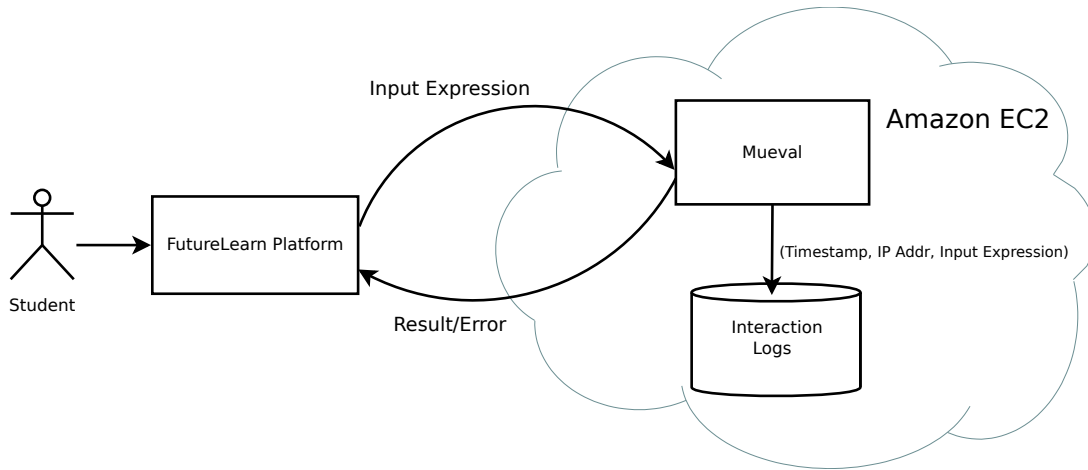 Input Expression
Amazon EC2
Mueval
FutureLearn Platform
(Timestamp, IP Addr, Input Expression)
Student
Result/Error
Interaction
Logs